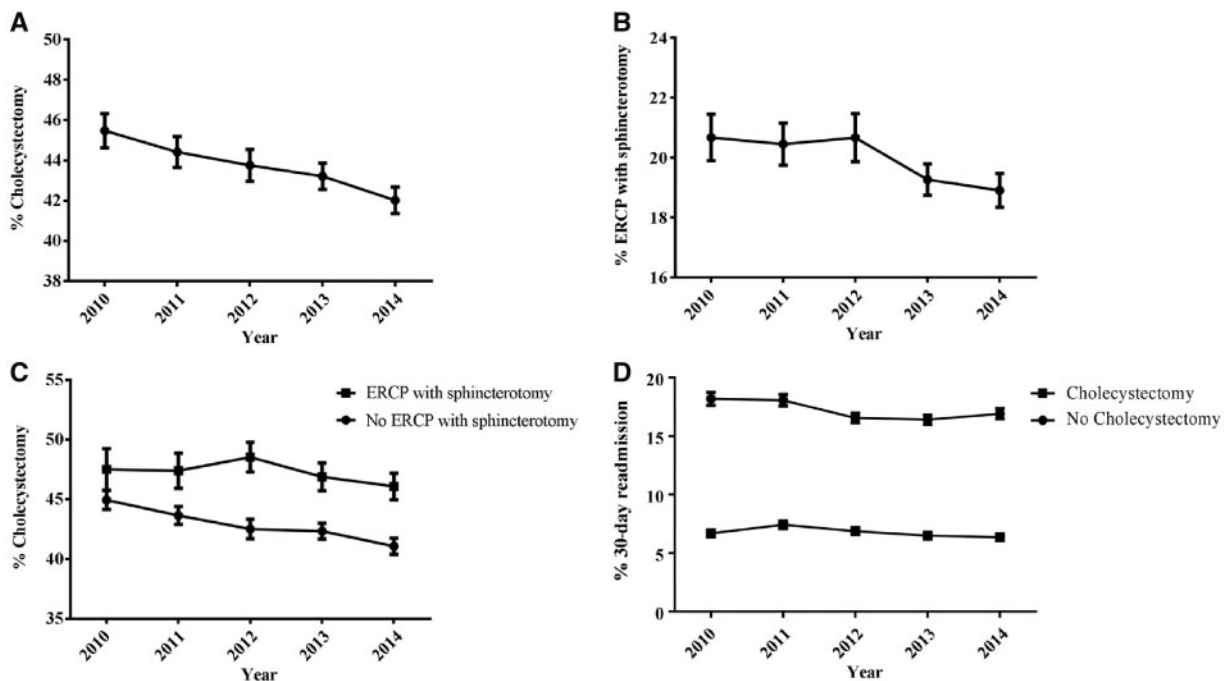 A
% Cholecystectomy
50
48
46
44
42
40
38
2010
2011
2012
2013
2014
Year
B
% ERCP with sphincterotomy
24
22
20
18
16
2010
2011
2012
2013
2014
Year
C
% Cholecystectomy
55
50
45
40
35
ERCP with sphincterotomy
No ERCP with sphincterotomy
2010
2011
2012
2013
2014
Year
D
% 30-day readmission
20
15
10
5
0
Cholecystectomy
No Cholecystectomy
2010
2011
2012
2013
2014
Year